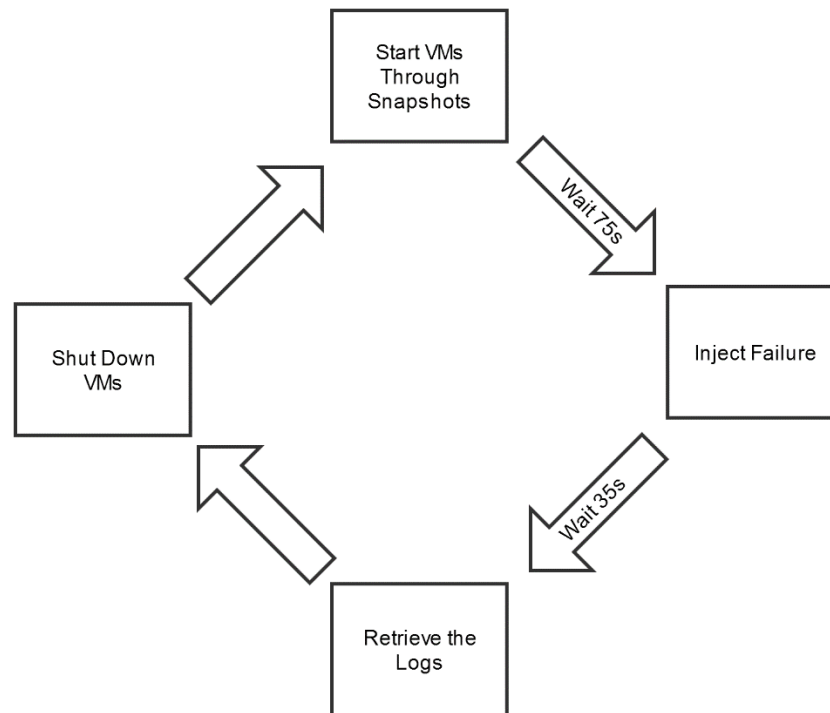 Start VMs
Through
Snapshots
Wait 75s
Inject Failure
Wait 35s
Retrieve the
Logs
Shut Down
VMs